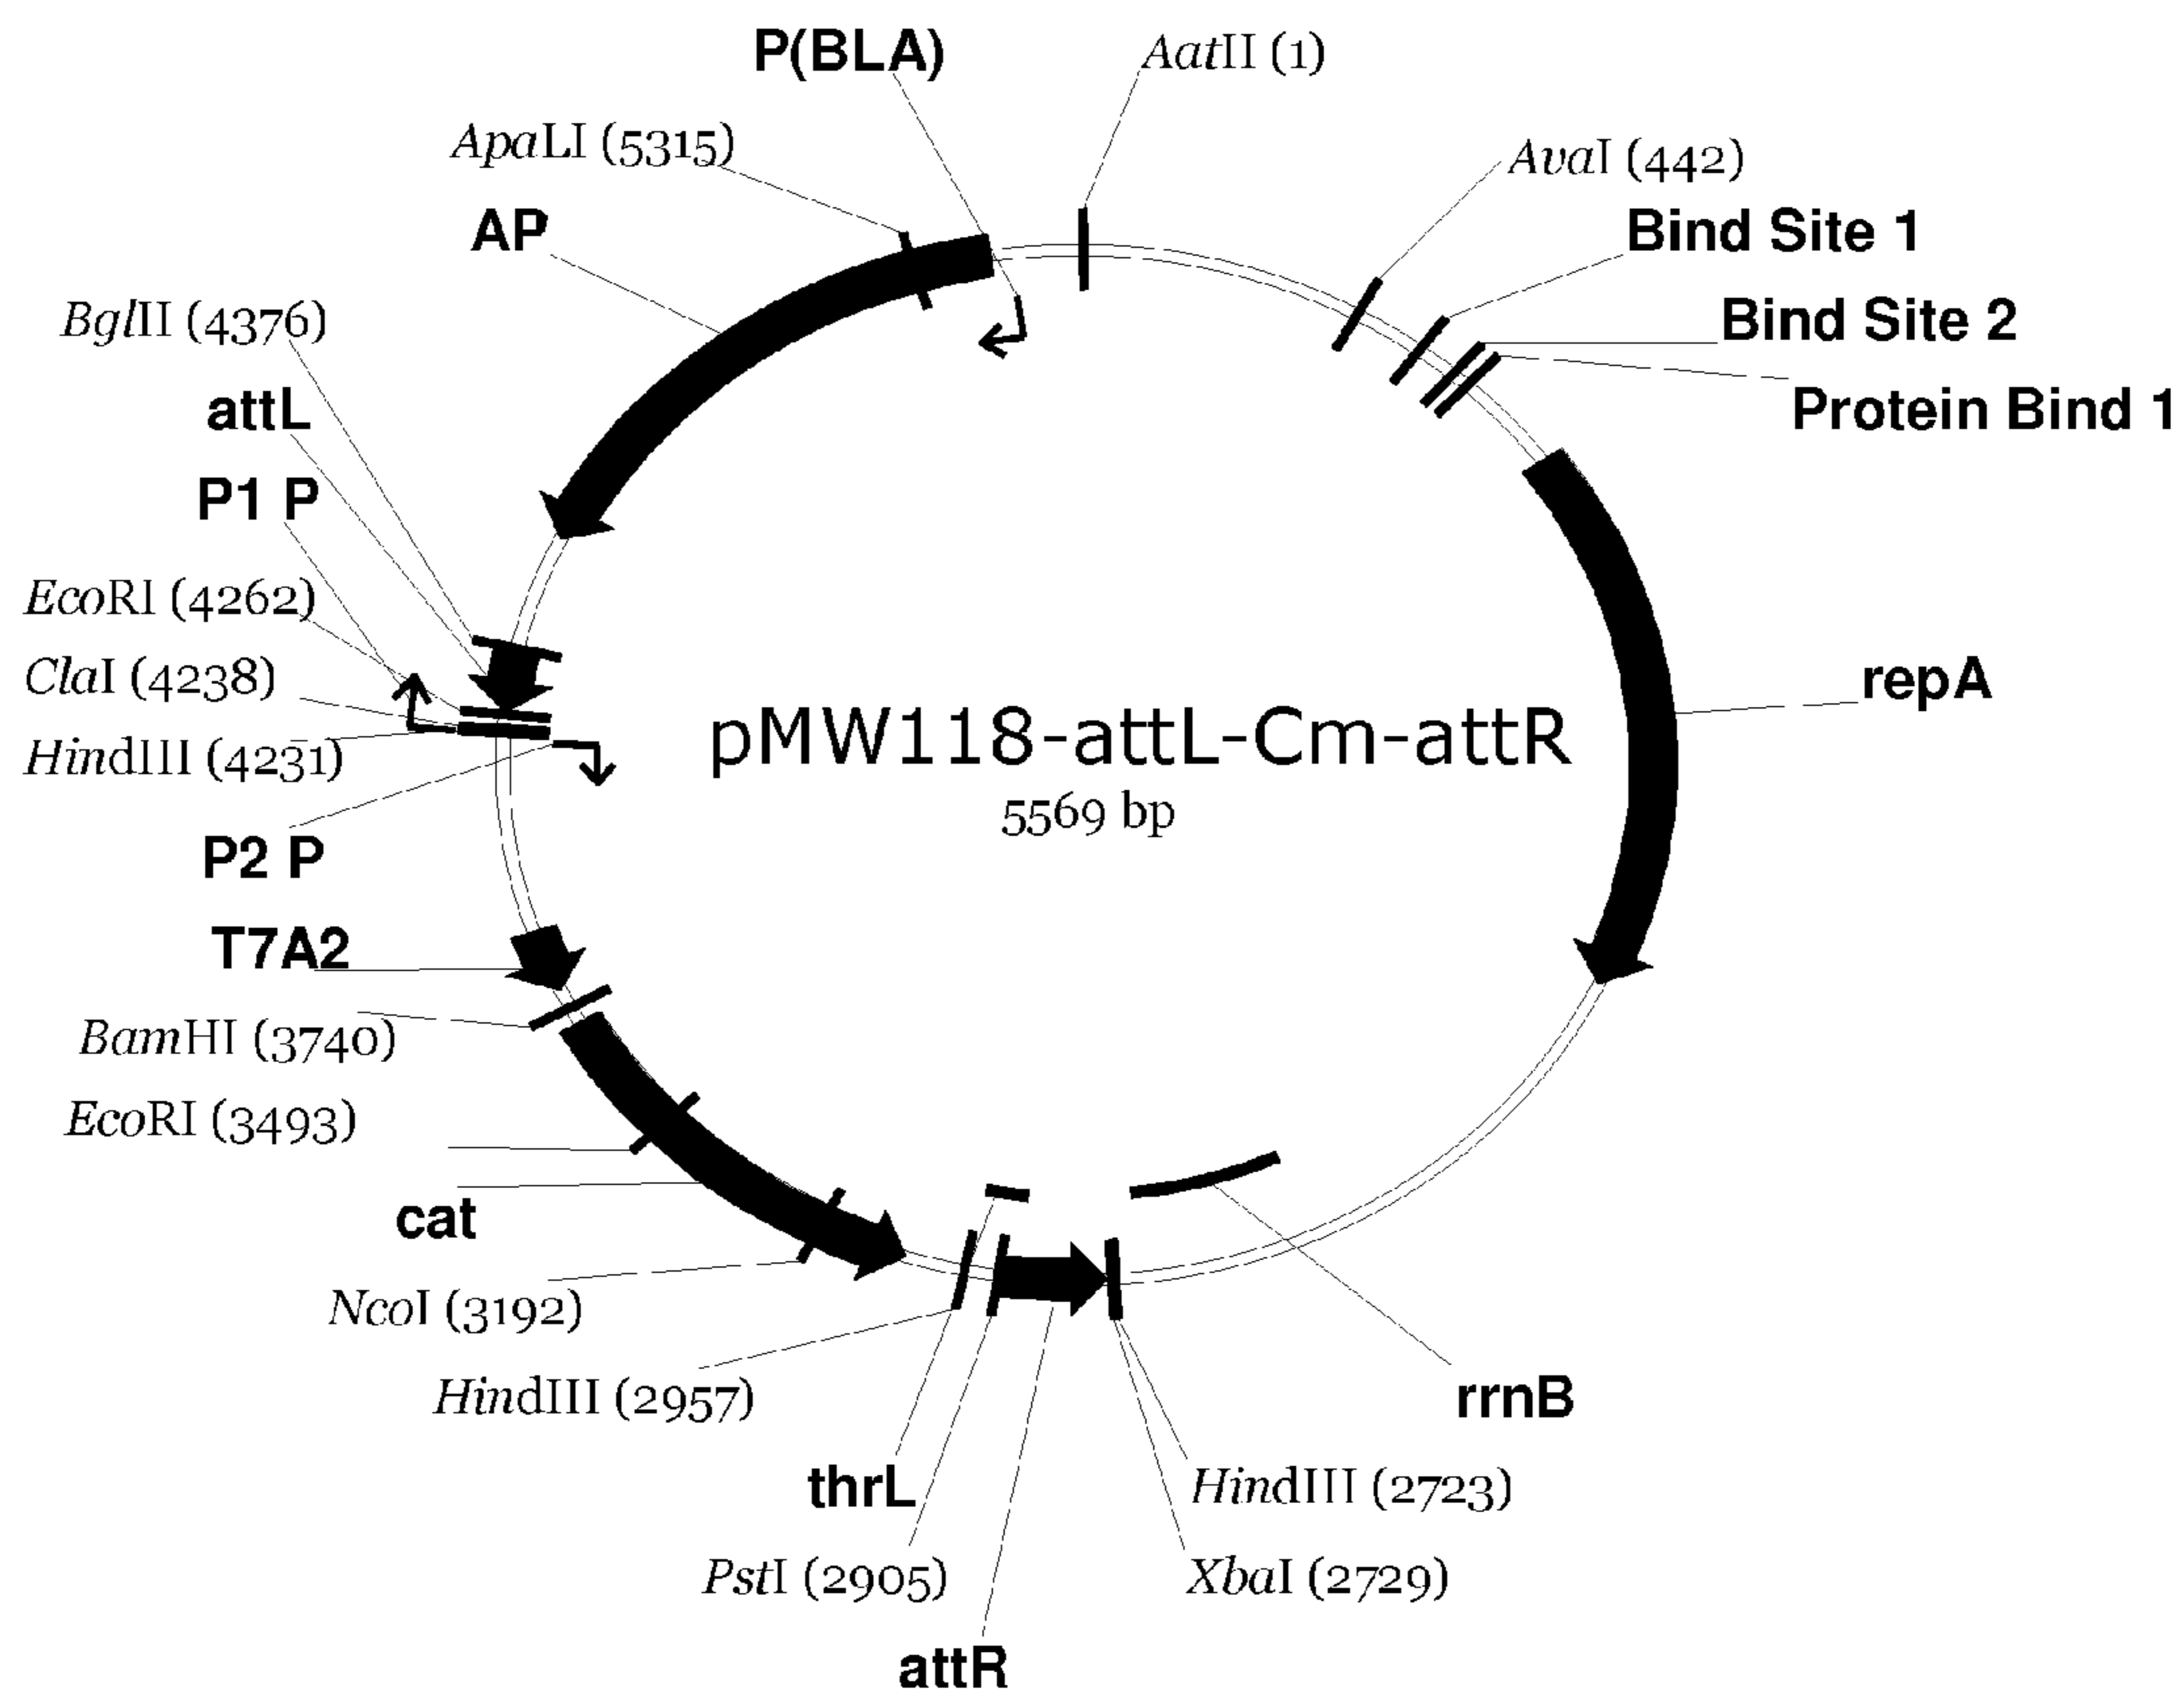 P(BLA)
AatII (1)
ApaLI (5315)
AvaI (442)
AP
Bind Site 1
BglII (4376)
Bind Site 2
attL
Protein Bind 1
P1 P
EcoRI (4262)
ClaI (4238)
repA
HindIII (4231)
pMW118-attL-Cm-attR
5569 bp
P2 P
T7A2
BamHI (3740)
EcoRI (3493)
cat
NcoI (3192)
HindIII (2957)
rrnB
thrL
HindIII (2723)
PstI (2905)
XbaI (2729)
attR